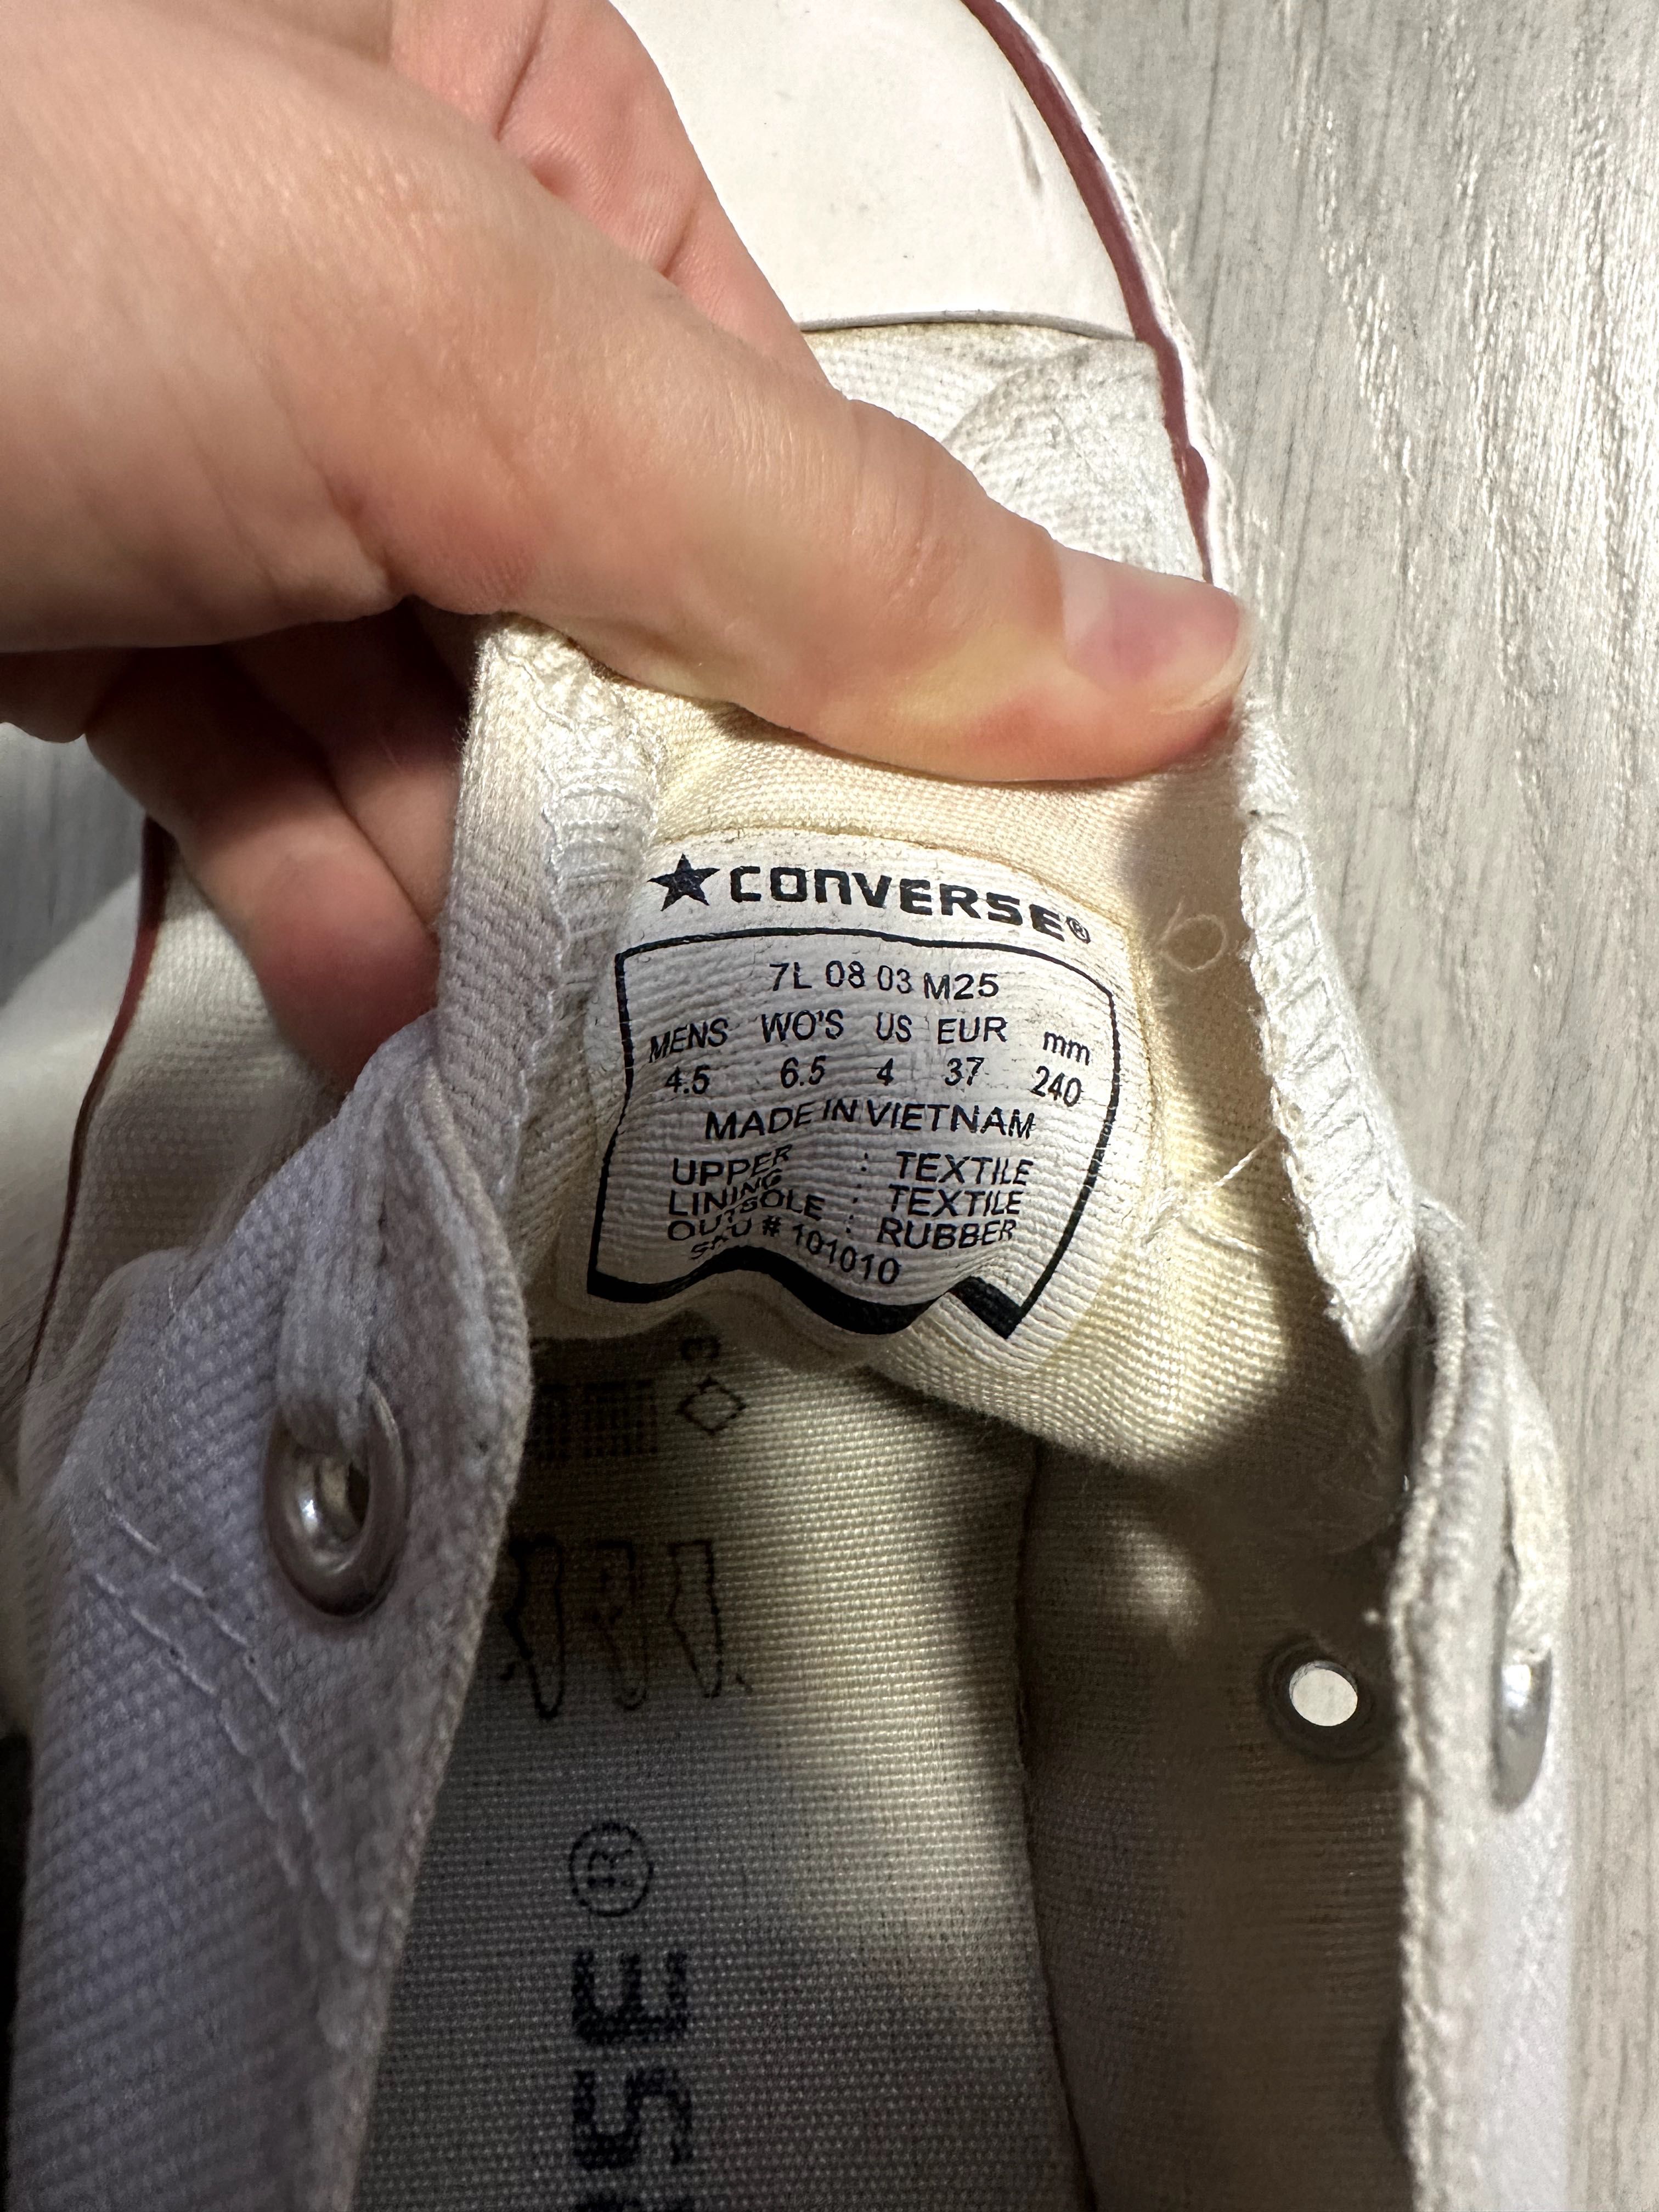 ★CONVERSE®
7L 08 03 M25
MENS WO'S US EUR mm
4.5 6.5 4 37 240
MADE IN VIETNAM
UPPER : TEXTILE
LINING : TEXTILE
OUTSOLE : RUBBER
SKU # 101010
RSE®